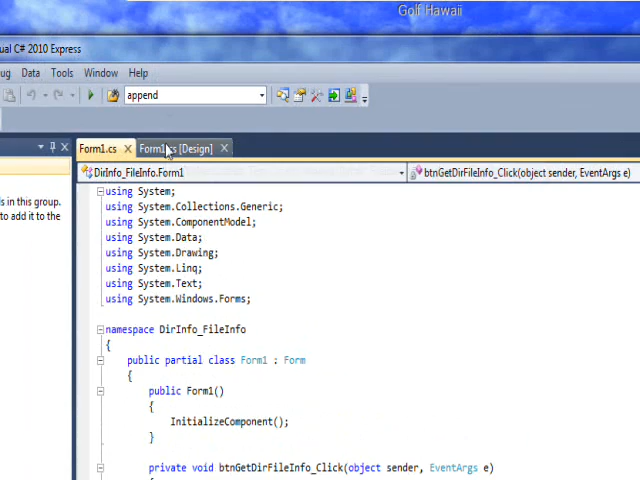 Golf Hawaii
ual C# 2010 Express
ug Data Tools Window Help
append
Form1.cs Form1.cs [Design]
DirInfo_FileInfo.Form1 btnGetDirFileInfo_Click(object sender, EventArgs e)
s in this group.
to add it to the
using System;
using System.Collections.Generic;
using System.ComponentModel;
using System.Data;
using System.Drawing;
using System.Linq;
using System.Text;
using System.Windows.Forms;
namespace DirInfo_FileInfo
{
public partial class Form1 : Form
{
public Form1()
{
InitializeComponent();
}
private void btnGetDirFileInfo_Click(object sender, EventArgs e)